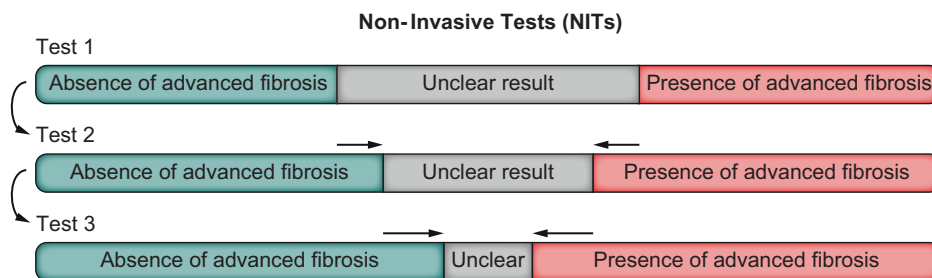 Non-Invasive Tests (NITs)
Test 1
Absence of advanced fibrosis Unclear result Presence of advanced fibrosis
Test 2
Absence of advanced fibrosis Unclear result Presence of advanced fibrosis
Test 3
Absence of advanced fibrosis Unclear Presence of advanced fibrosis